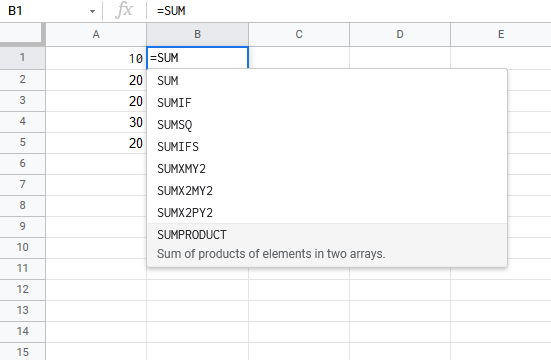 B1 fx =SUM
A B C D E
1 10 =SUM
2 20 SUM
3 20 SUMIF
4 30 SUMSQ
5 20 SUMIFS
6 SUMXMY2
7 SUMX2MY2
8 SUMX2PY2
9 SUMPRODUCT
10 Sum of products of elements in two arrays.
11
12
13
14
15